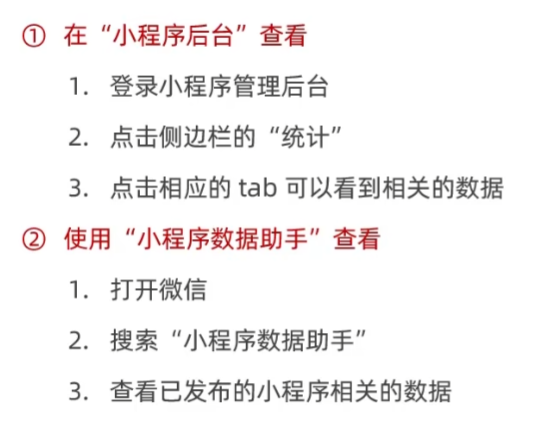 ① 在“小程序后台”查看
1. 登录小程序管理后台
2. 点击侧边栏的“统计”
3. 点击相应的 tab 可以看到相关的数据
② 使用“小程序数据助手”查看
1. 打开微信
2. 搜索“小程序数据助手”
3. 查看已发布的小程序相关的数据